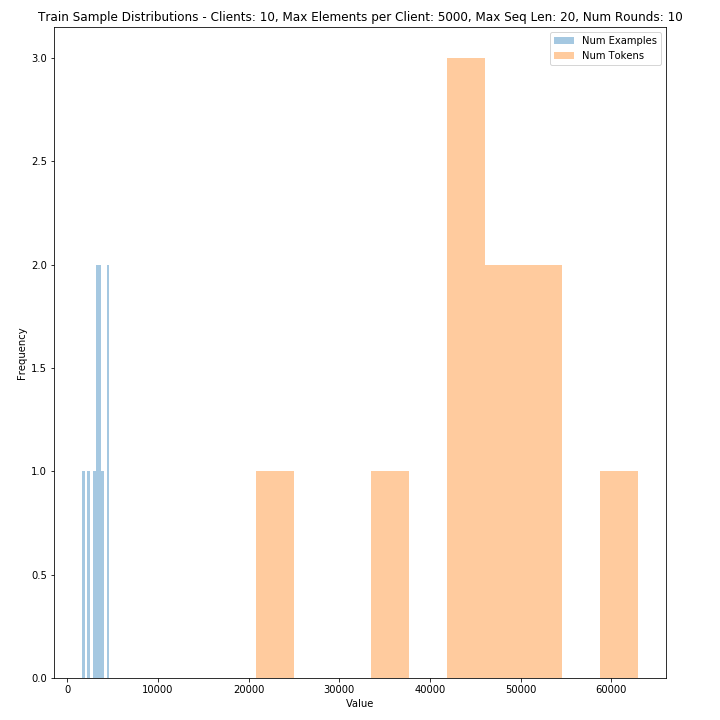 Train Sample Distributions - Clients: 10, Max Elements per Client: 5000, Max Seq Len: 20, Num Rounds: 10
Num Examples
Num Tokens
3.0
2.5
2.0
1.5
1.0
0.5
0.0
Frequency
0 10000 20000 30000 40000 50000 60000
Value